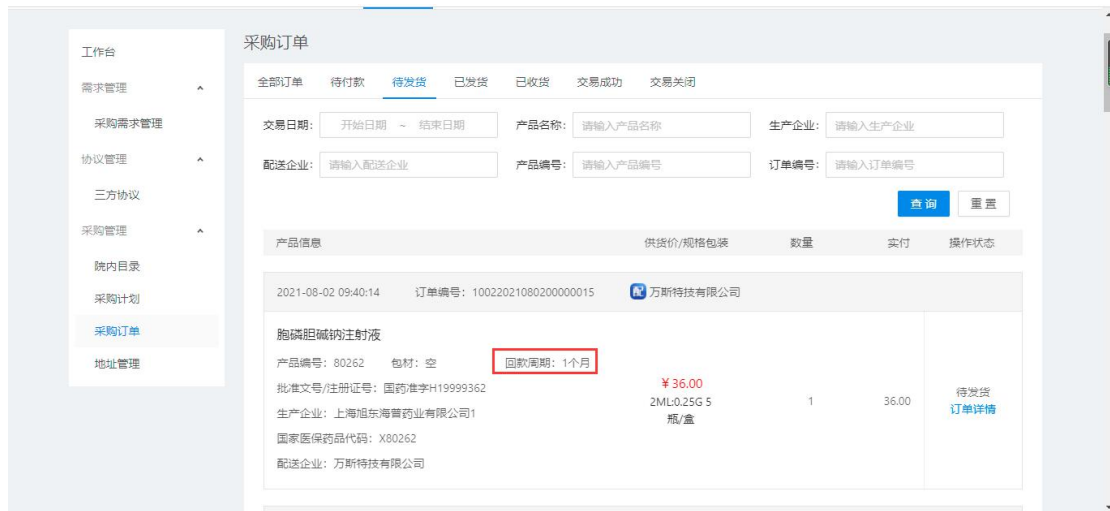 采购订单
工作台
需求管理
采购需求管理
协议管理
三方协议
采购管理
院内目录
采购计划
采购订单
地址管理
全部订单 待付款 待发货 已发货 已收货 交易成功 交易关闭
交易日期: 开始日期 ~ 结束日期 产品名称: 请输入产品名称 生产企业: 请输入生产企业
配送企业: 请输入配送企业 产品编号: 请输入产品编号 订单编号: 请输入订单编号
查询 重置
产品信息 供货价/规格包装 数量 实付 操作状态
2021-08-02 09:40:14 订单编号: 10022021080200000015 配 万斯特技有限公司
胞磷胆碱钠注射液
产品编号: 80262 包材: 空 回款周期: 1个月
批准文号/注册证号: 国药准字H19999362
生产企业: 上海旭东海普药业有限公司1
国家医保药品代码: X80262
配送企业: 万斯特技有限公司
¥36.00
2ML:0.25G 5
瓶/盒
1
36.00
待发货
订单详情